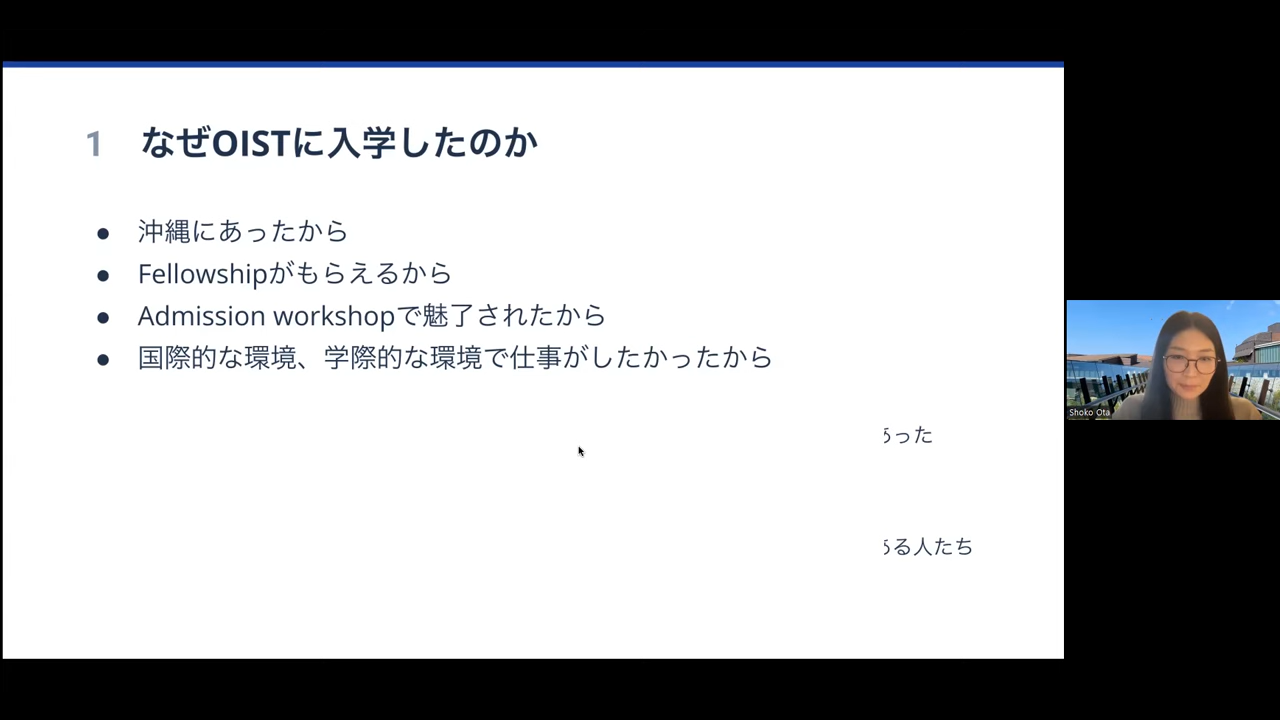 1 なぜOISTに入学したのか
● 沖縄にあったから
● Fellowshipがもらえるから
● Admission workshopで魅了されたから
● 国際的な環境、学際的な環境で仕事がしたかったから
あった
ある人たち
Shoko Ota